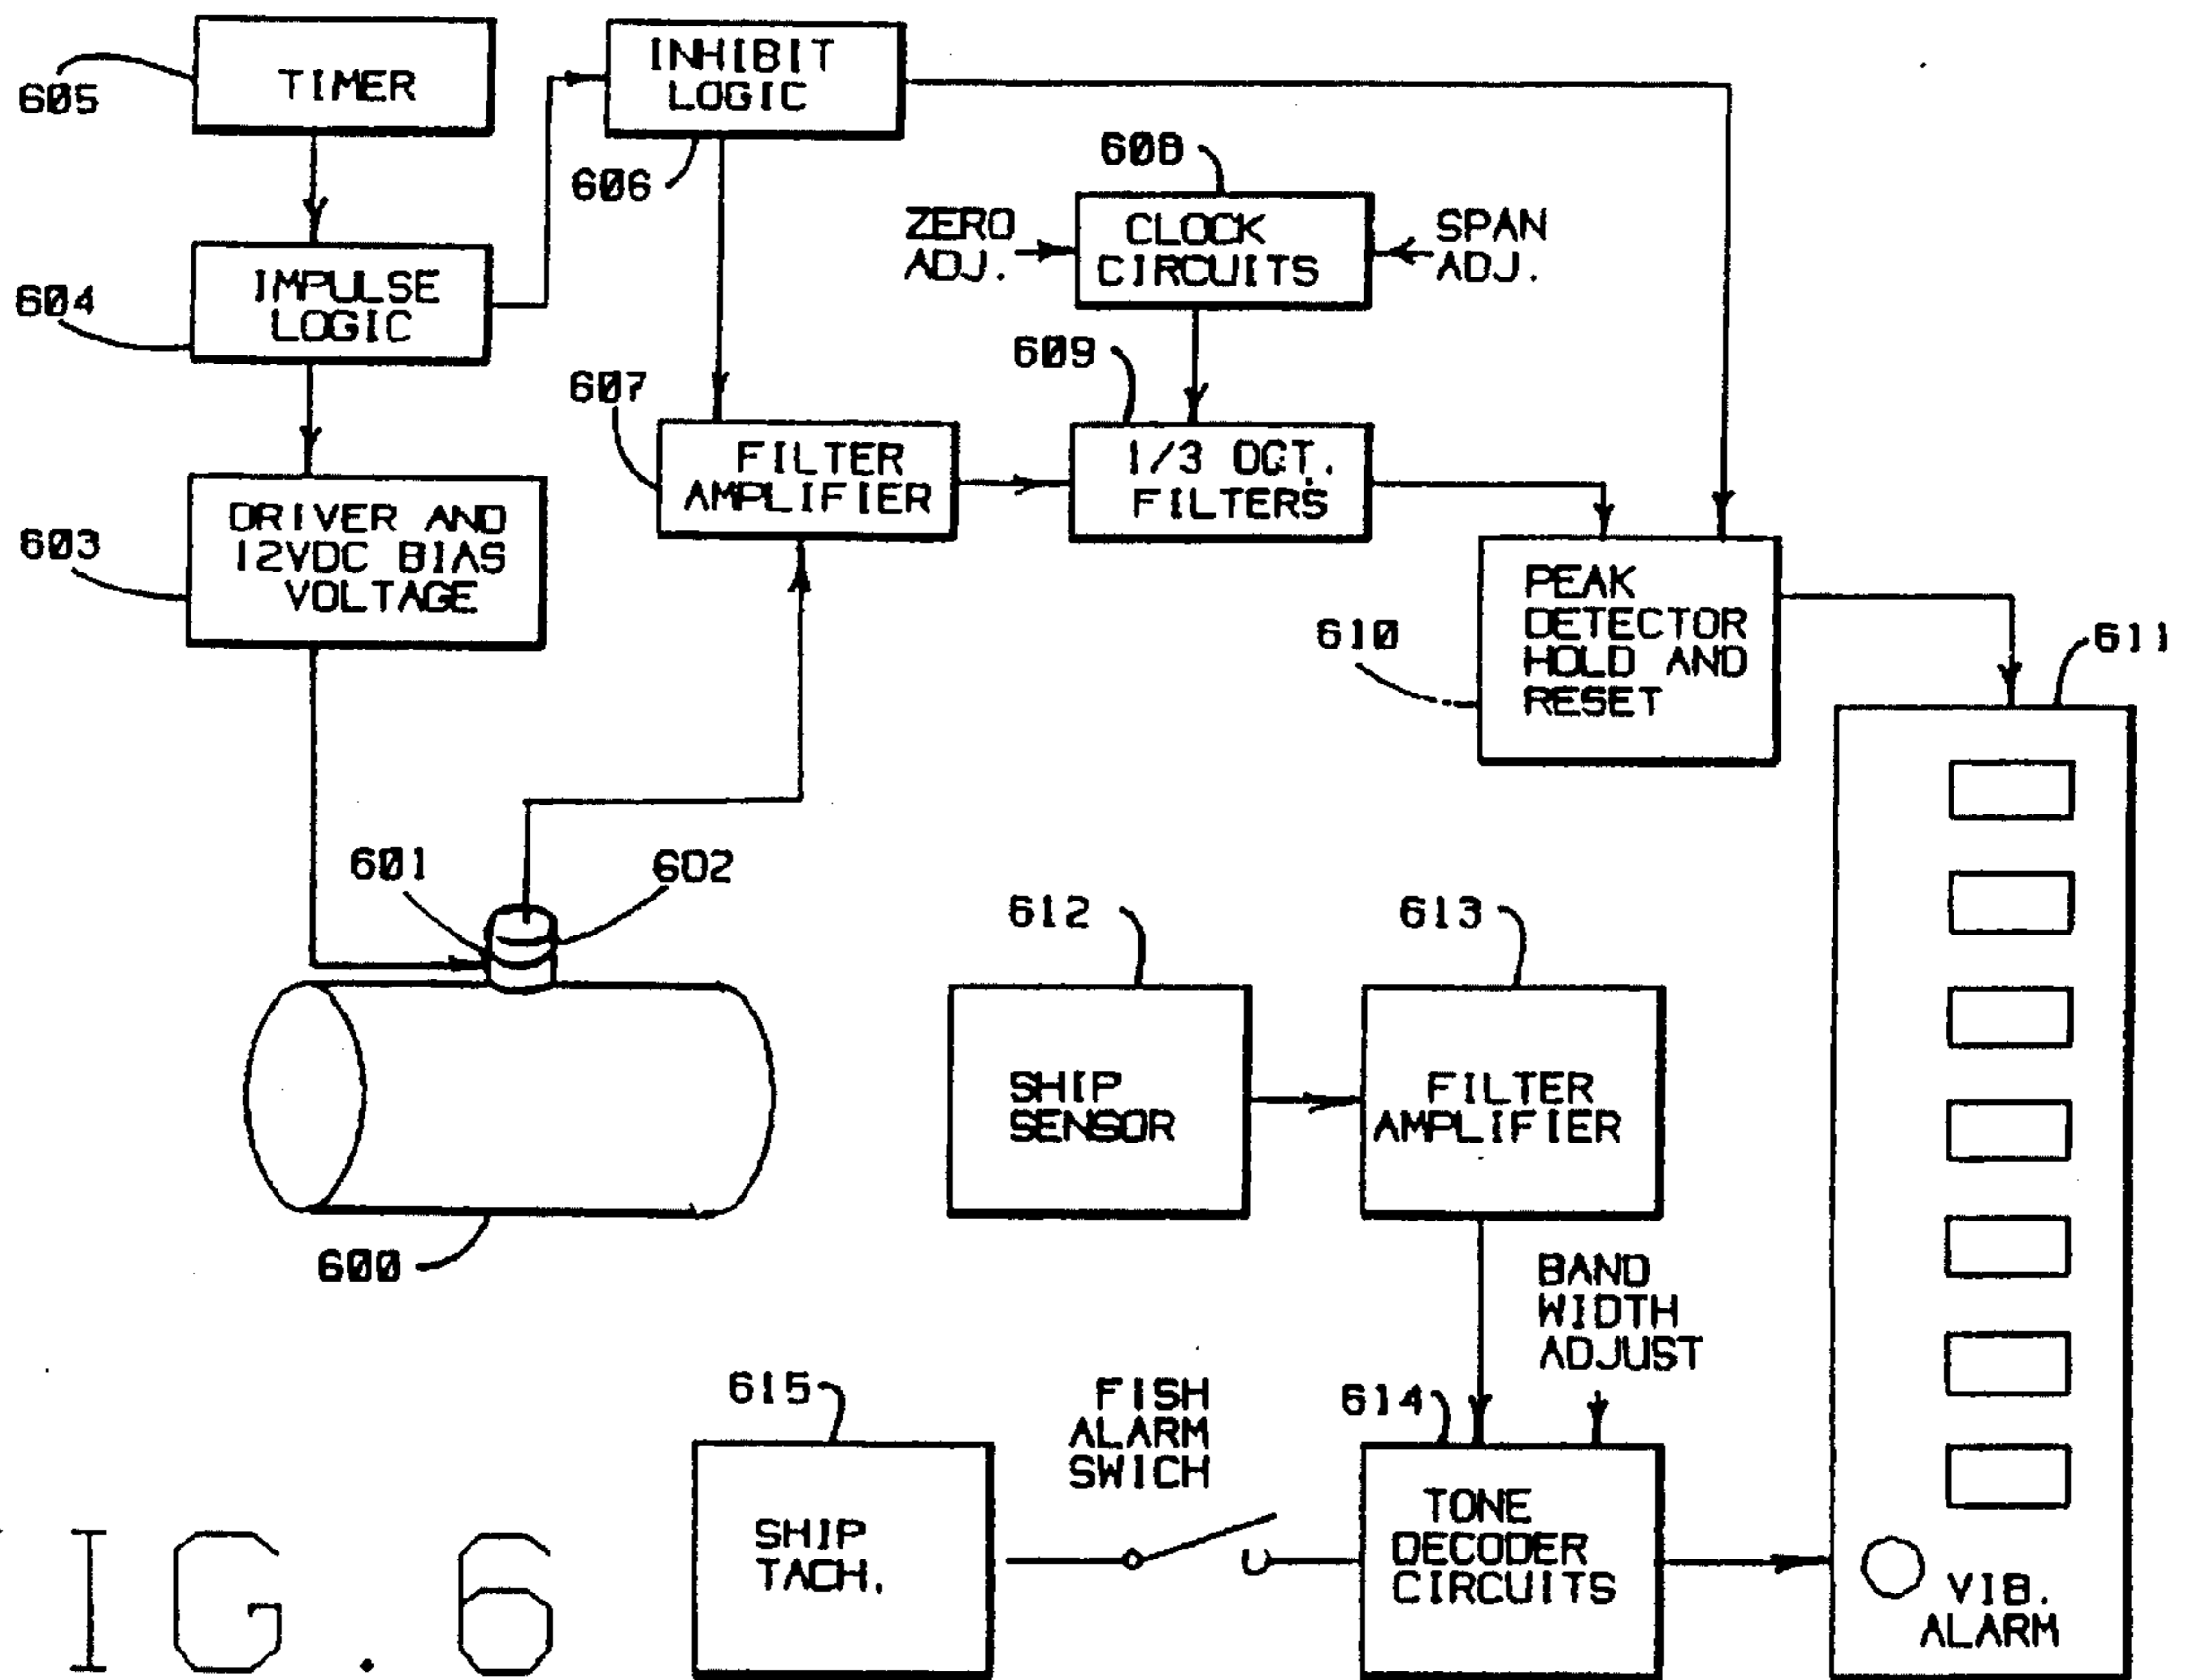 605
TIMER
INHIBIT
LOGIC
606
608
ZERO
ADJ.
CLOCK
CIRCUITS
SPAN
ADJ.
604
IMPULSE
LOGIC
609
607
FILTER
AMPLIFIER
1/3 OCT.
FILTERS
603
DRIVER AND
12VDC BIAS
VOLTAGE
610
PEAK
DETECTOR
HOLD AND
RESET
611
601
602
600
612
613
SHIP
SENSOR
FILTER
AMPLIFIER
BAND
WIDTH
ADJUST
615
FISH
ALARM
SWICH
614
SHIP
TACH.
TONE
DECODER
CIRCUITS
VIB.
ALARM
IG.6